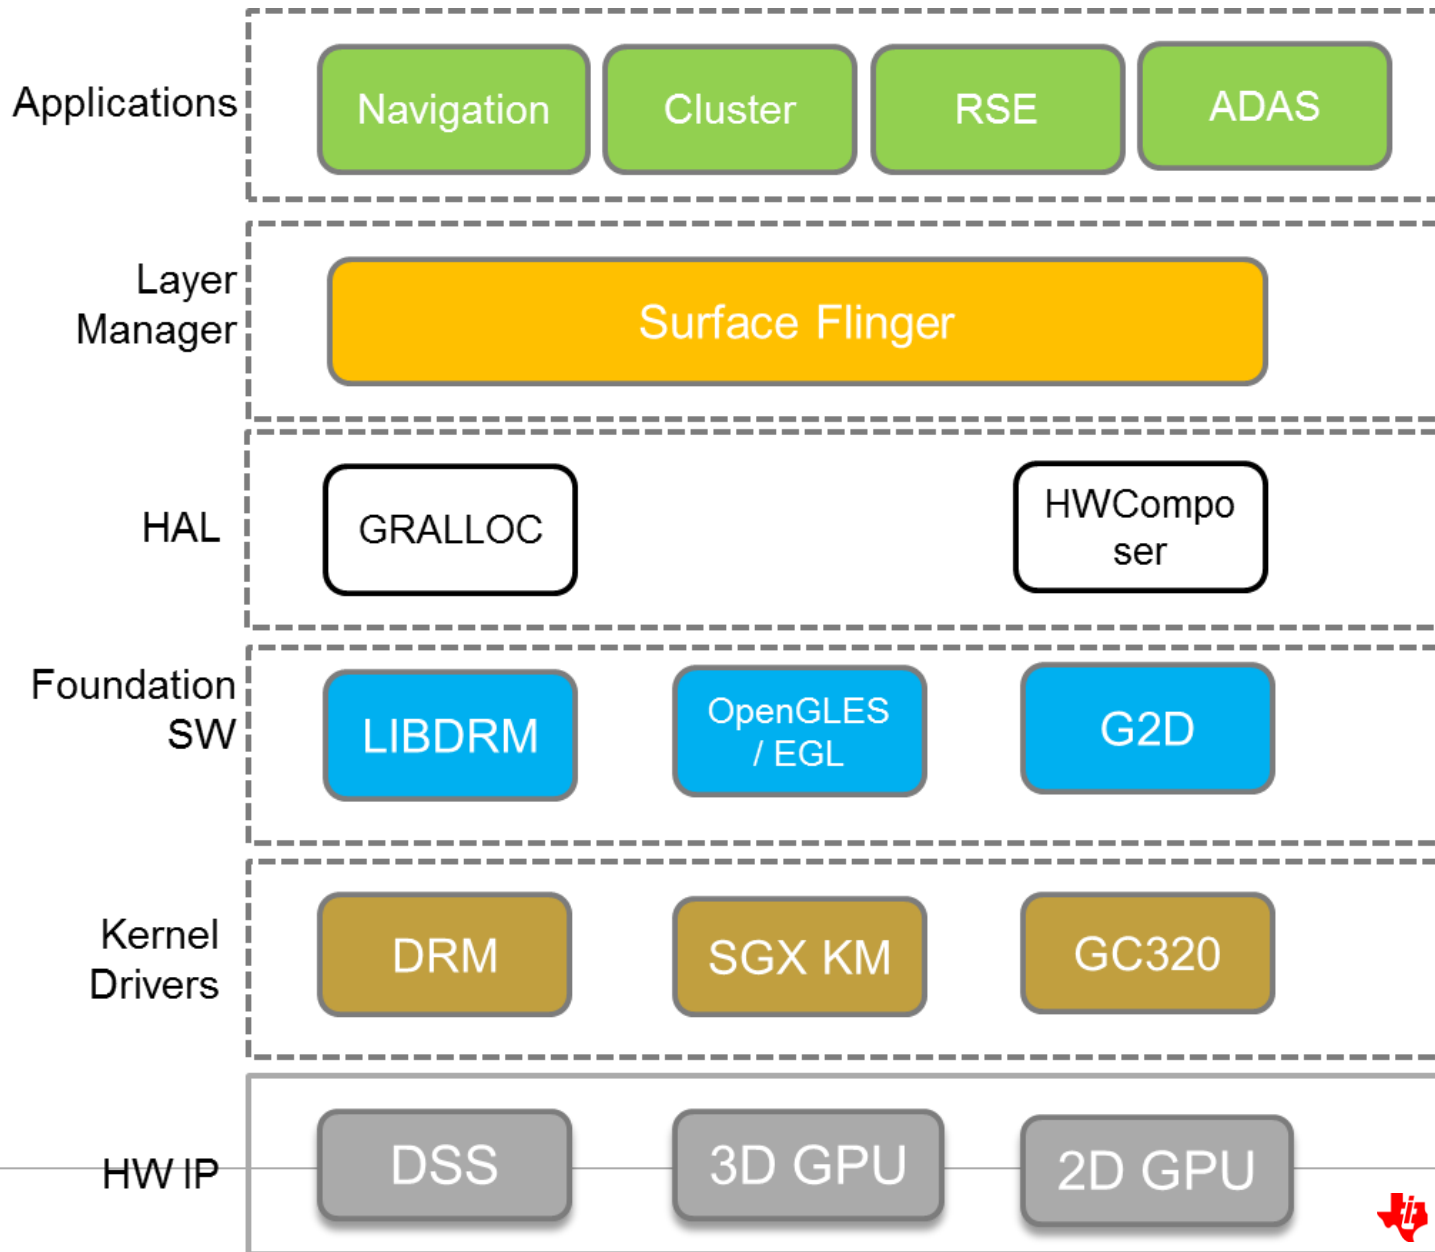 Applications
Navigation
Cluster
RSE
ADAS
Layer
Manager
Surface Flinger
HAL
GRALLOC
HWCompo
ser
Foundation
SW
LIBDRM
OpenGLES
/ EGL
G2D
Kernel
Drivers
DRM
SGX KM
GC320
HW IP
DSS
3D GPU
2D GPU